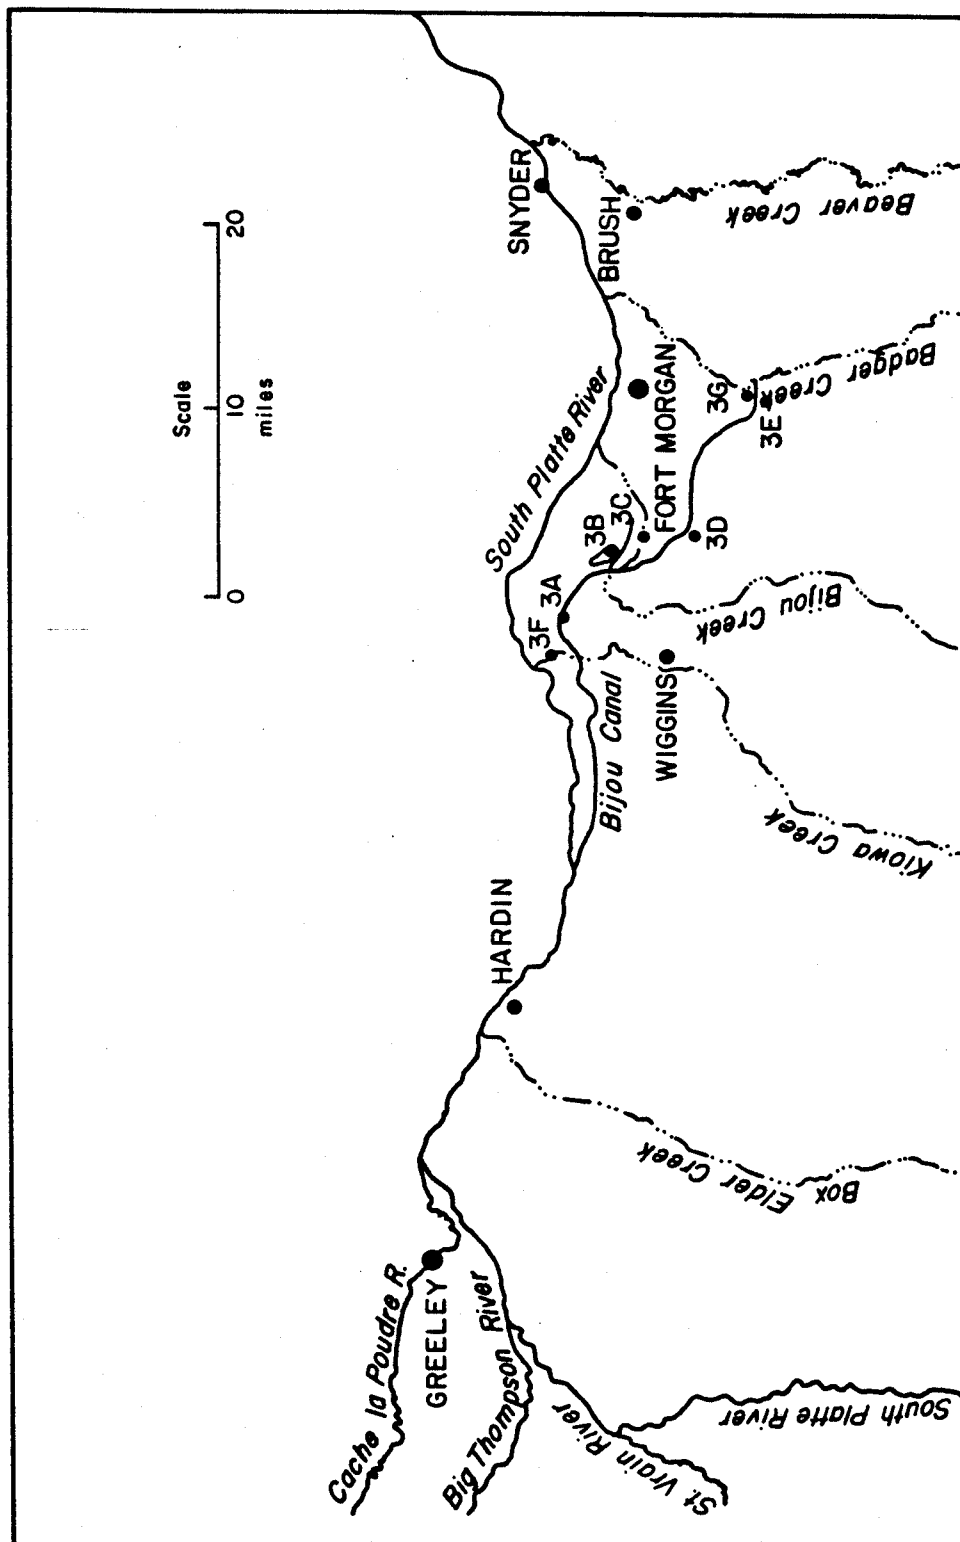 Scale
0 10 20
miles
Cache la Poudre R.
GREELEY
Big Thompson River
St. Vrain River
South Platte River
Box Elder Creek
HARDIN
Bijou Canal
Kiowa Creek
WIGGINS
3F
3A
Bijou Creek
3B
3C
3D
South Platte River
FORT MORGAN
3G
3E
Badger Creek
BRUSH
SNYDER
Beaver Creek